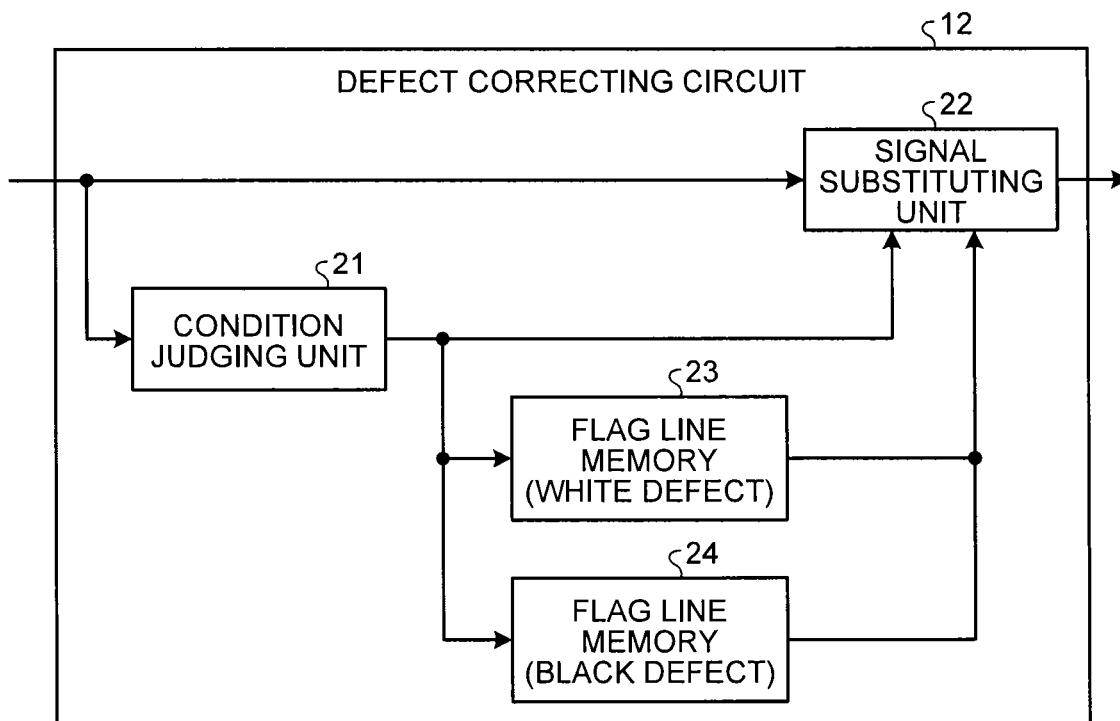 12
DEFECT CORRECTING CIRCUIT
22
SIGNAL
SUBSTITUTING
UNIT
21
CONDITION
JUDGING UNIT
23
FLAG LINE
MEMORY
(WHITE DEFECT)
24
FLAG LINE
MEMORY
(BLACK DEFECT)